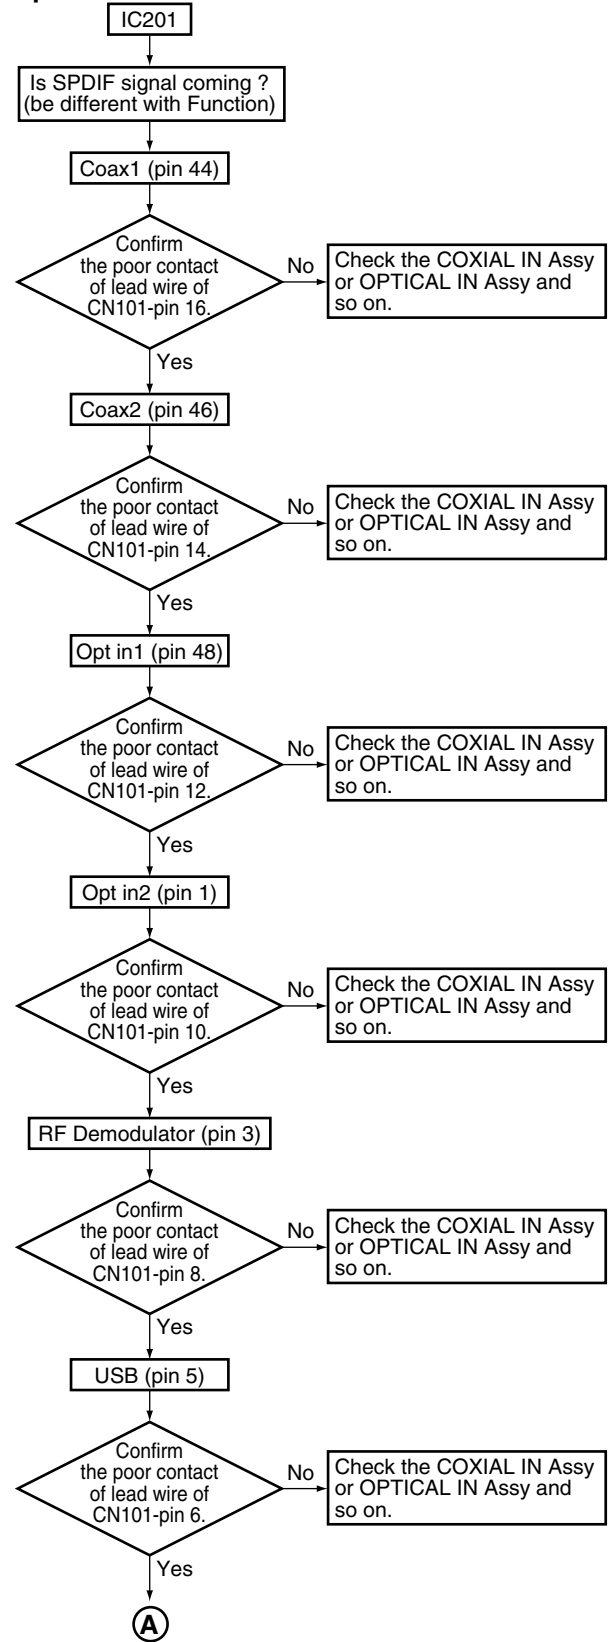 IC201
Is SPDIF signal coming ?
(be different with Function)
Coax1 (pin 44)
Confirm
the poor contact
of lead wire of
CN101-pin 16.
No
Check the COXIAL IN Assy
or OPTICAL IN Assy and
so on.
Yes
Coax2 (pin 46)
Confirm
the poor contact
of lead wire of
CN101-pin 14.
No
Check the COXIAL IN Assy
or OPTICAL IN Assy and
so on.
Yes
Opt in1 (pin 48)
Confirm
the poor contact
of lead wire of
CN101-pin 12.
No
Check the COXIAL IN Assy
or OPTICAL IN Assy and
so on.
Yes
Opt in2 (pin 1)
Confirm
the poor contact
of lead wire of
CN101-pin 10.
No
Check the COXIAL IN Assy
or OPTICAL IN Assy and
so on.
Yes
RF Demodulator (pin 3)
Confirm
the poor contact
of lead wire of
CN101-pin 8.
No
Check the COXIAL IN Assy
or OPTICAL IN Assy and
so on.
Yes
USB (pin 5)
Confirm
the poor contact
of lead wire of
CN101-pin 6.
No
Check the COXIAL IN Assy
or OPTICAL IN Assy and
so on.
Yes
A